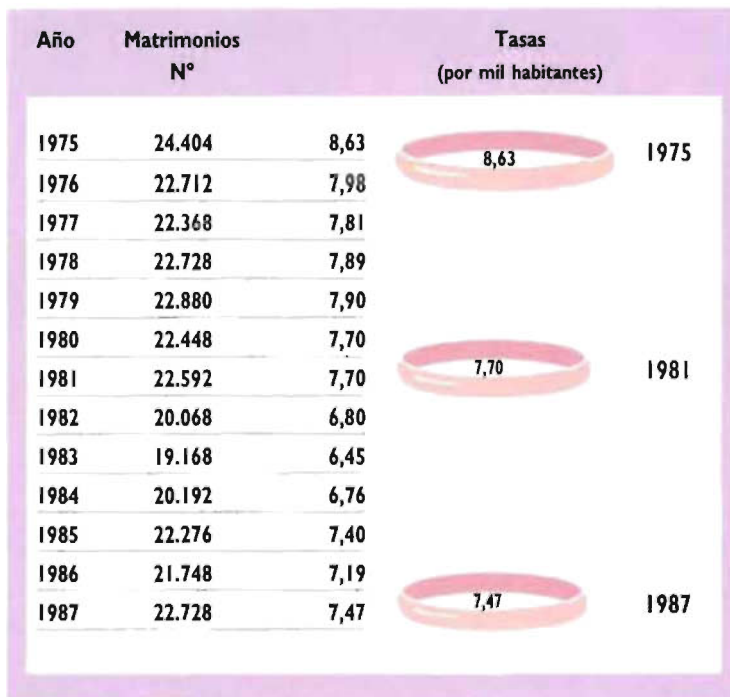 Año Matrimonios Tasas
Nº (por mil habitantes)
1975 24.404 8,63 8,63 1975
1976 22.712 7,98
1977 22.368 7,81
1978 22.728 7,89
1979 22.880 7,90
1980 22.448 7,70
1981 22.592 7,70 7,70 1981
1982 20.068 6,80
1983 19.168 6,45
1984 20.192 6,76
1985 22.276 7,40
1986 21.748 7,19
1987 22.728 7,47 7,47 1987